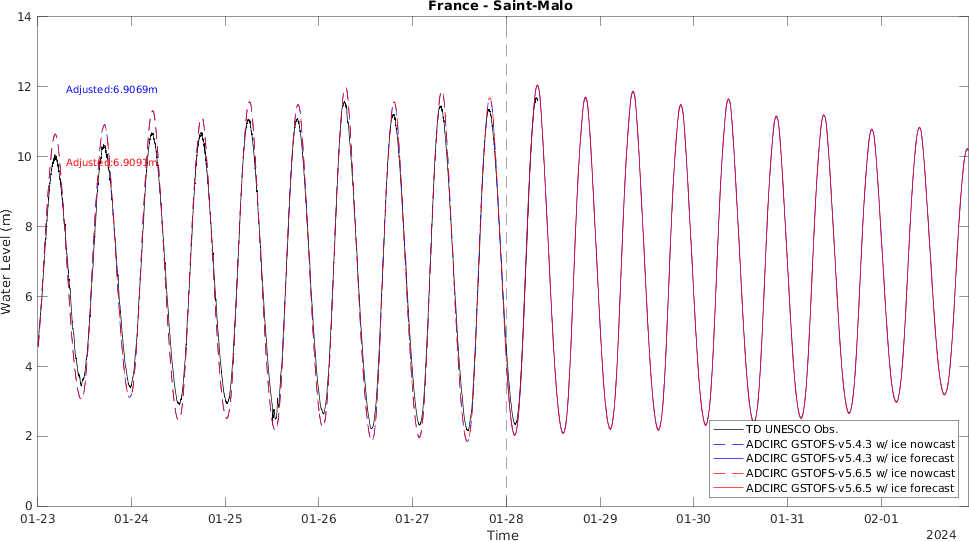 France - Saint-Malo
14
12
10
8
6
4
2
0
Water Level (m)
Adjusted:6.9069m
Adjusted:6.9093m
TD UNESCO Obs.
ADCIRC GSTOFS-v5.4.3 w/ ice nowcast
ADCIRC GSTOFS-v5.4.3 w/ ice forecast
ADCIRC GSTOFS-v5.6.5 w/ ice nowcast
ADCIRC GSTOFS-v5.6.5 w/ ice forecast
01-23 01-24 01-25 01-26 01-27 01-28 01-29 01-30 01-31 02-01
Time
2024